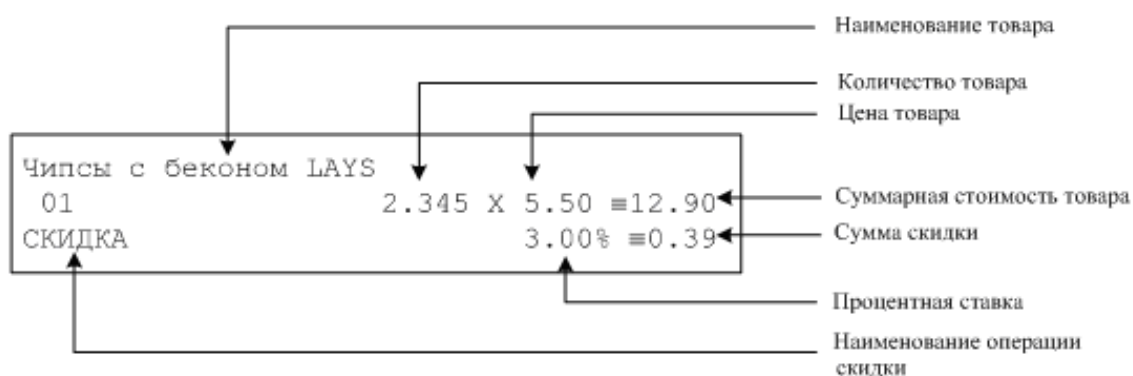 Наименование товара
Количество товара
Цена товара
Чипсы с беконом LAYS
01 2.345 X 5.50 ≡12.90
Суммарная стоимость товара
СКИДКА 3.00% ≡0.39
Сумма скидки
Процентная ставка
Наименование операции
скидки